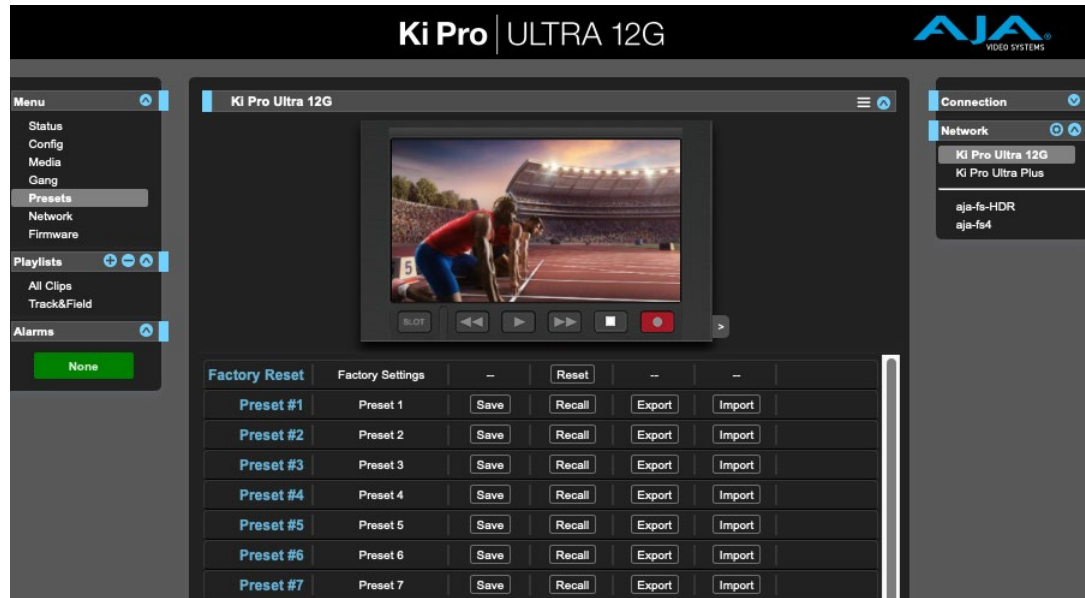 Ki Pro ULTRA 12G
AJA
VIDEO SYSTEMS
Menu
Status
Config
Media
Gang
Presets
Network
Firmware
Playlists
All Clips
Track&Field
Alarms
None
Ki Pro Ultra 12G
5
SLOT
>
Factory Reset Factory Settings -- Reset -- --
Preset #1 Preset 1 Save Recall Export Import
Preset #2 Preset 2 Save Recall Export Import
Preset #3 Preset 3 Save Recall Export Import
Preset #4 Preset 4 Save Recall Export Import
Preset #5 Preset 5 Save Recall Export Import
Preset #6 Preset 6 Save Recall Export Import
Preset #7 Preset 7 Save Recall Export Import
Connection
Network
Ki Pro Ultra 12G
Ki Pro Ultra Plus
aja-fs-HDR
aja-fs4